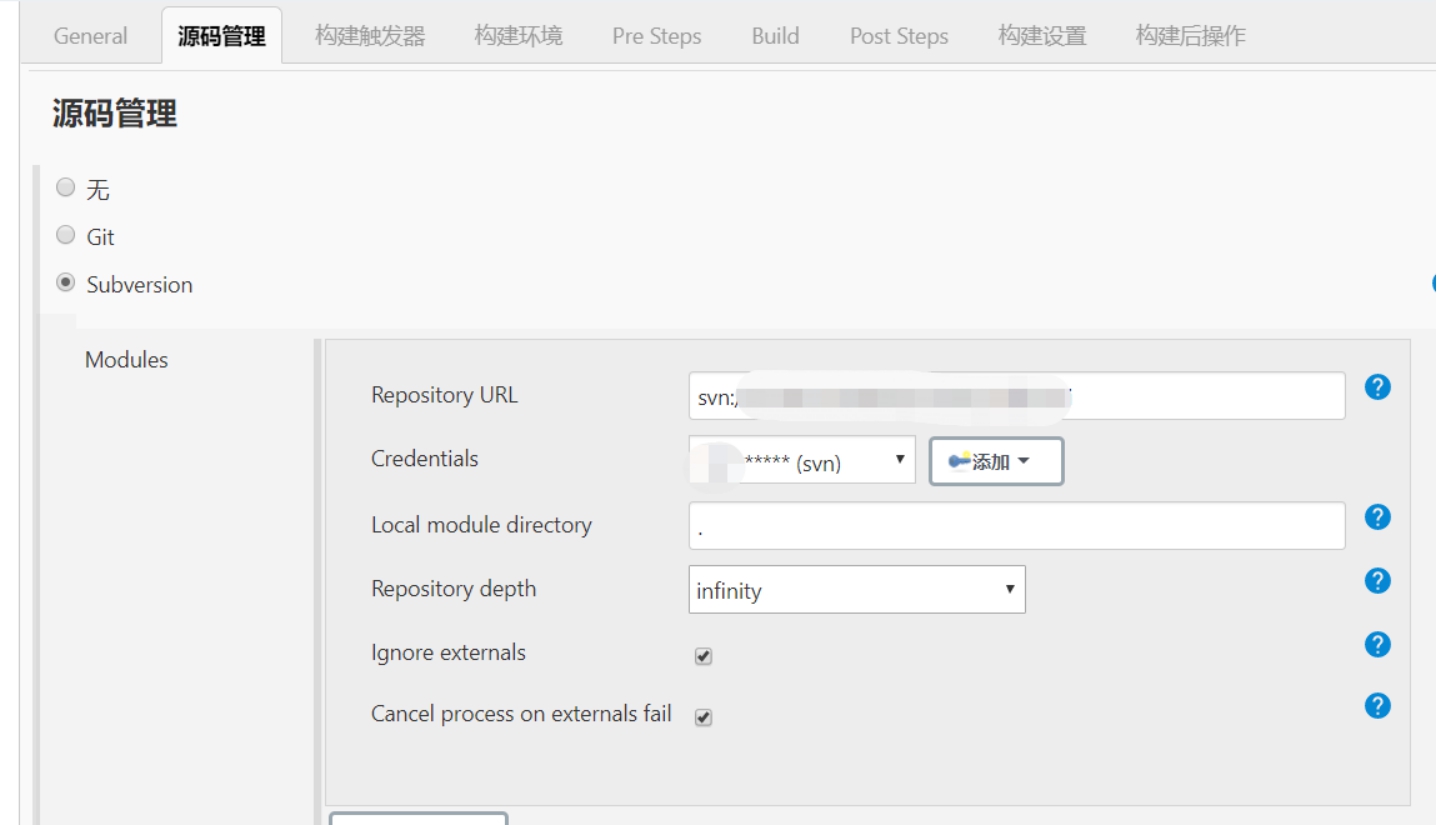 General 源码管理 构建触发器 构建环境 Pre Steps Build Post Steps 构建设置 构建后操作
源码管理
无
Git
Subversion
Modules
Repository URL svn:/
Credentials ***** (svn) 添加
Local module directory .
Repository depth infinity
Ignore externals
Cancel process on externals fail